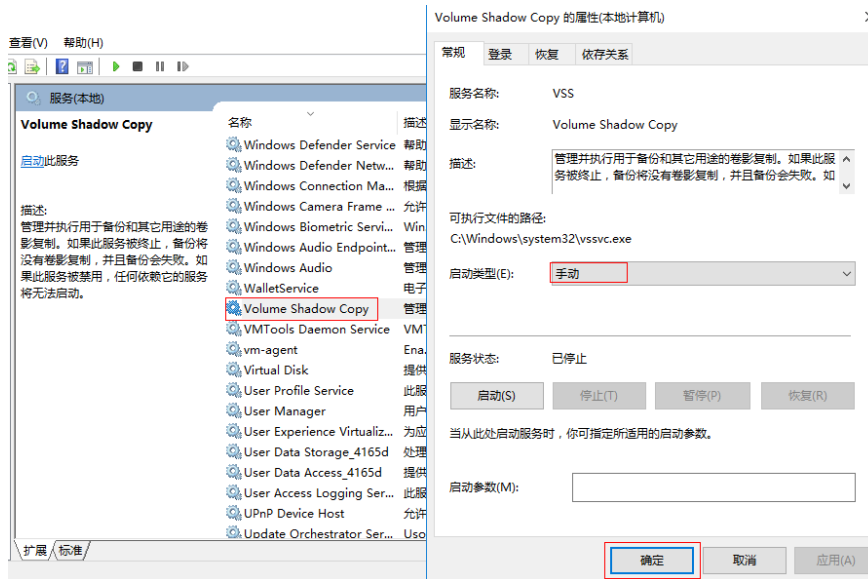 查看(V) 帮助(H)
服务(本地)
Volume Shadow Copy
启动此服务
描述:
管理并执行用于备份和其它用途的卷
影复制。如果此服务被终止，备份将
没有卷影复制，并且备份会失败。如
果此服务被禁用，任何依赖它的服务
将无法启动。
名称 描述
Windows Defender Service 帮助
Windows Defender Netw... 帮助
Windows Connection Ma... 根据
Windows Camera Frame ... 允许
Windows Biometric Servi... Win
Windows Audio Endpoint... 管理
Windows Audio 管理
WalletService 电子
Volume Shadow Copy 管理
VMTools Daemon Service VMT
vm-agent Ena.
Virtual Disk 提供
User Profile Service 此服
User Manager 用户
User Experience Virtualiz... 为应
User Data Storage_4165d 处理
User Data Access_4165d 提供
User Access Logging Ser... 此服
UPnP Device Host 允许
Update Orchestrator Ser... Uso
扩展 标准
Volume Shadow Copy 的属性(本地计算机)
常规 登录 恢复 依存关系
服务名称: VSS
显示名称: Volume Shadow Copy
描述: 管理并执行用于备份和其它用途的卷影复制。如果此服
务被终止，备份将没有卷影复制，并且备份会失败。如
可执行文件的路径:
C:\Windows\system32\vssvc.exe
启动类型(E): 手动
服务状态: 已停止
启动(S) 停止(T) 暂停(P) 恢复(R)
当从此处启动服务时，你可指定所适用的启动参数。
启动参数(M):
确定 取消 应用(A)